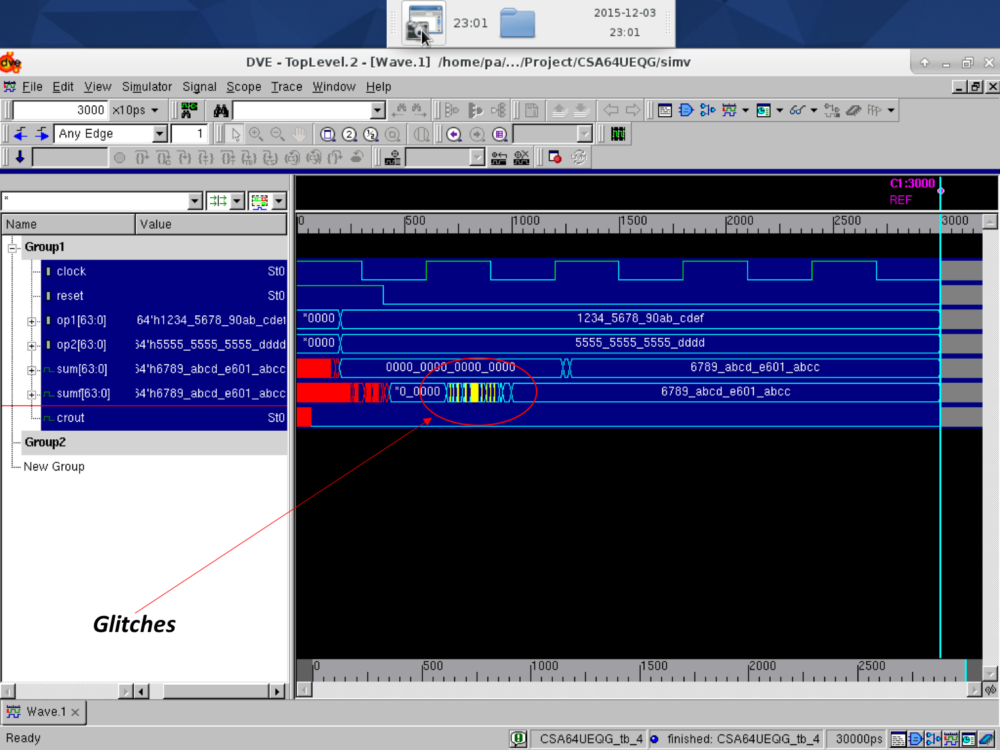 23:01
2015-12-03
23:01
dve
DVE - TopLevel.2 - [Wave.1] /home/pa/.../Project/CSA64UEQG/simv
File Edit View Simulator Signal Scope Trace Window Help
3000 x10ps
Any Edge 1
C1:3000
REF
*
Name Value
0 500 1000 1500 2000 2500 3000
Group1
clock St0
reset St0
op1[63:0] 64'h1234_5678_90ab_cdef *0000 1234_5678_90ab_cdef
op2[63:0] 64'h5555_5555_5555_dddd *0000 5555_5555_5555_dddd
sum[63:0] 64'h6789_abcd_e601_abcc 0000_0000_0000_0000 6789_abcd_e601_abcc
sumf[63:0] 64'h6789_abcd_e601_abcc *0_0000 6789_abcd_e601_abcc
crout St0
Group2
New Group
Glitches
0 500 1000 1500 2000 2500
Wave.1
Ready CSA64UEQG_tb_4 finished: CSA64UEQG_tb_4 30000ps